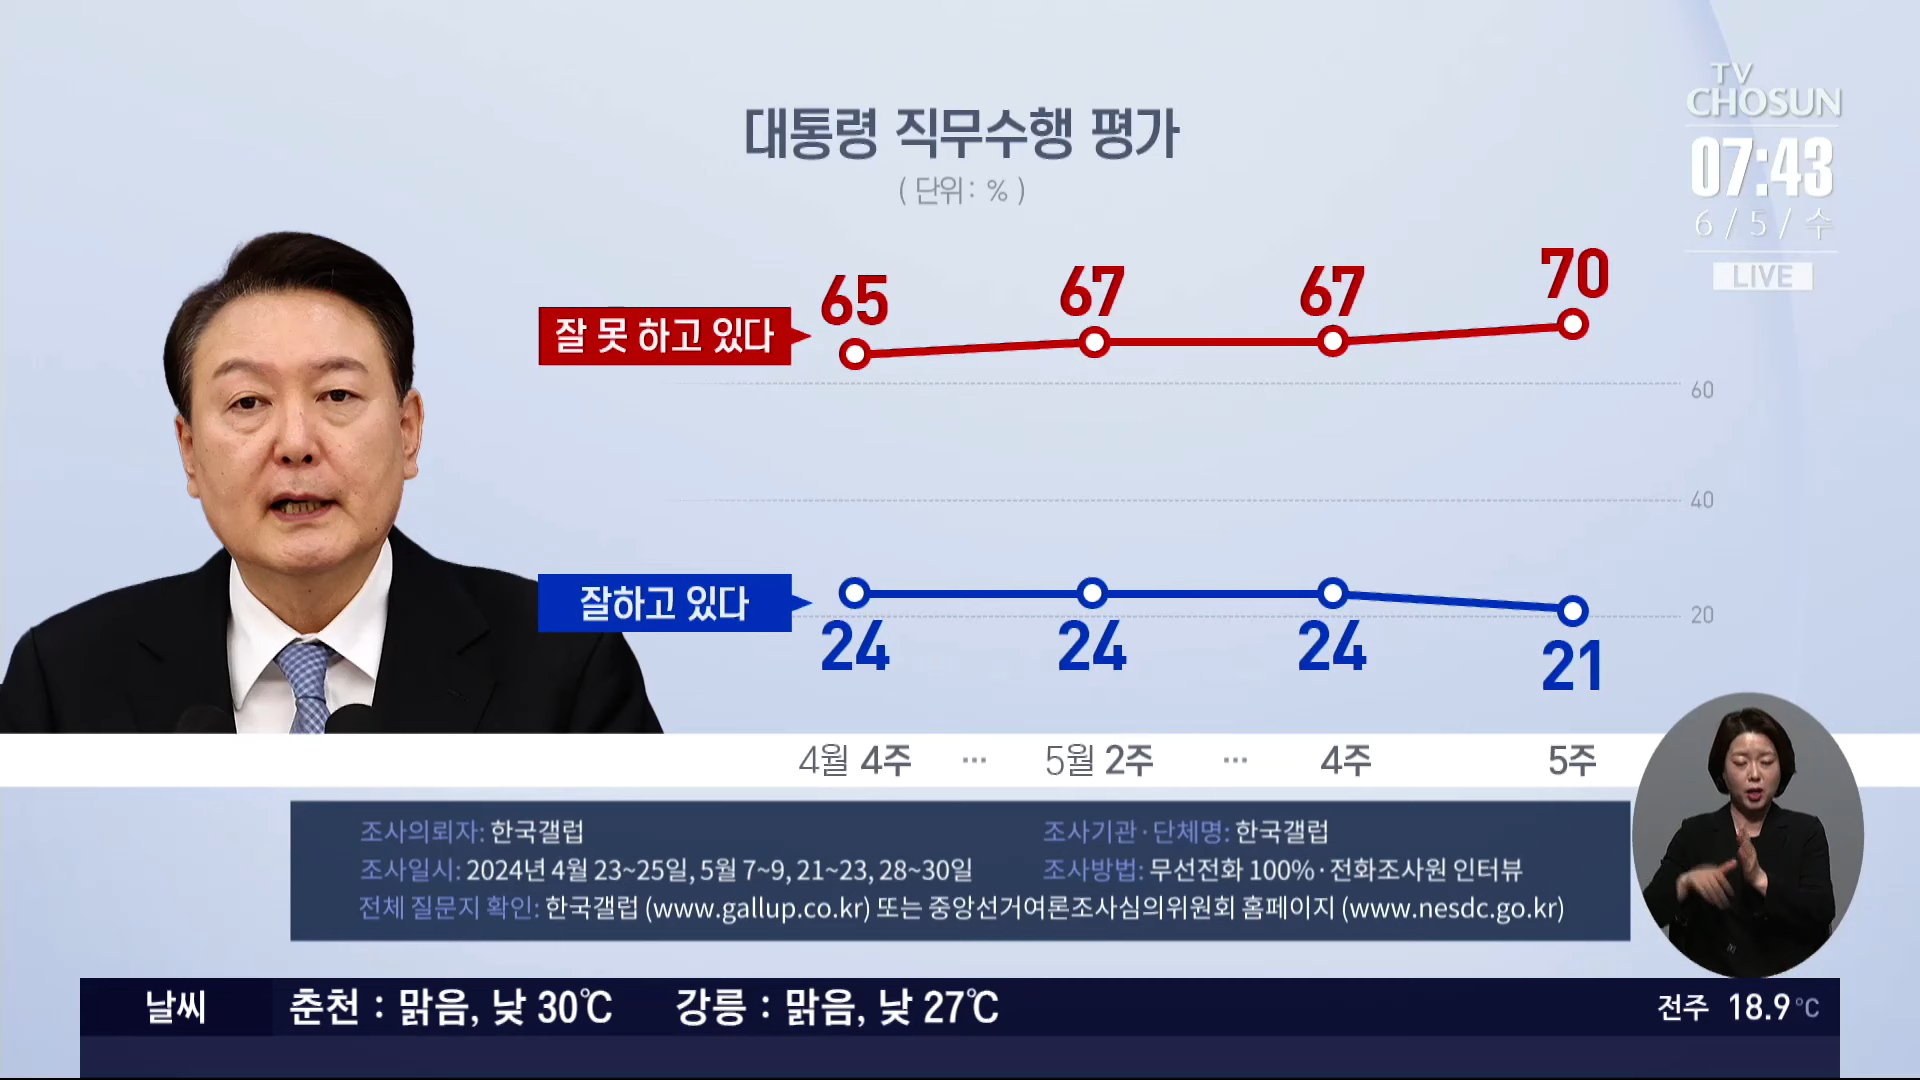 TV
CHOSUN
07:43
6 / 5 / 수
LIVE
대통령 직무수행 평가
( 단위 : % )
잘 못 하고 있다
65 67 67 70
60
40
잘하고 있다
20
24 24 24 21
4월 4주 … 5월 2주 … 4주 5주
조사의뢰자: 한국갤럽 조사기관·단체명: 한국갤럽
조사일시: 2024년 4월 23~25일, 5월 7~9, 21~23, 28~30일 조사방법: 무선전화 100%·전화조사원 인터뷰
전체 질문지 확인: 한국갤럽 (www.gallup.co.kr) 또는 중앙선거여론조사심의위원회 홈페이지 (www.nesdc.go.kr)
날씨 춘천 : 맑음, 낮 30℃ 강릉 : 맑음, 낮 27℃ 전주 18.9℃